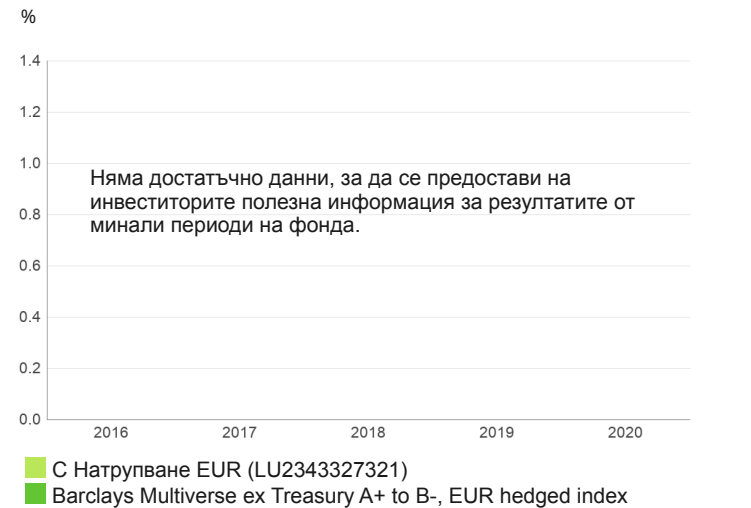 %
1.4
1.2
1.0
Няма достатъчно данни, за да се предостави на
инвеститорите полезна информация за резултатите от
0.8
минали периоди на фонда.
0.6
0.4
0.2
0.0
2016 2017 2018 2019 2020
C Натрупване EUR (LU2343327321)
Barclays Multiverse ex Treasury A+ to B-, EUR hedged index